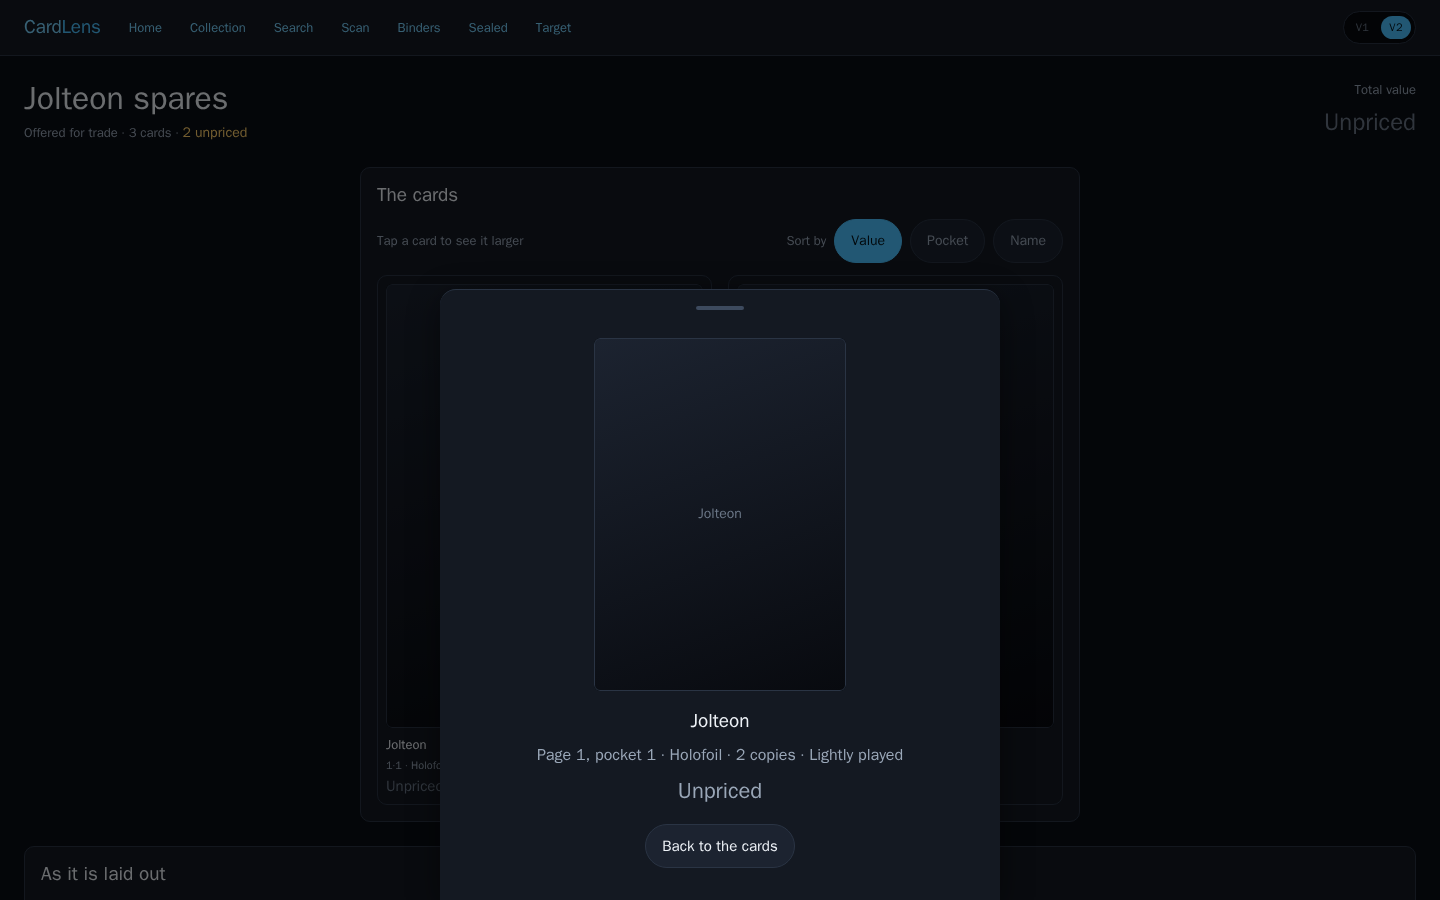 CardLens Home Collection Search Scan Binders Sealed Target V1 V2
Jolteon spares
Offered for trade · 3 cards · 2 unpriced
Total value
Unpriced
The cards
Tap a card to see it larger
Sort by Value Pocket Name
Jolteon
1·1 · Holofo
Unpriced
Jolteon
Jolteon
Page 1, pocket 1 · Holofoil · 2 copies · Lightly played
Unpriced
Back to the cards
As it is laid out